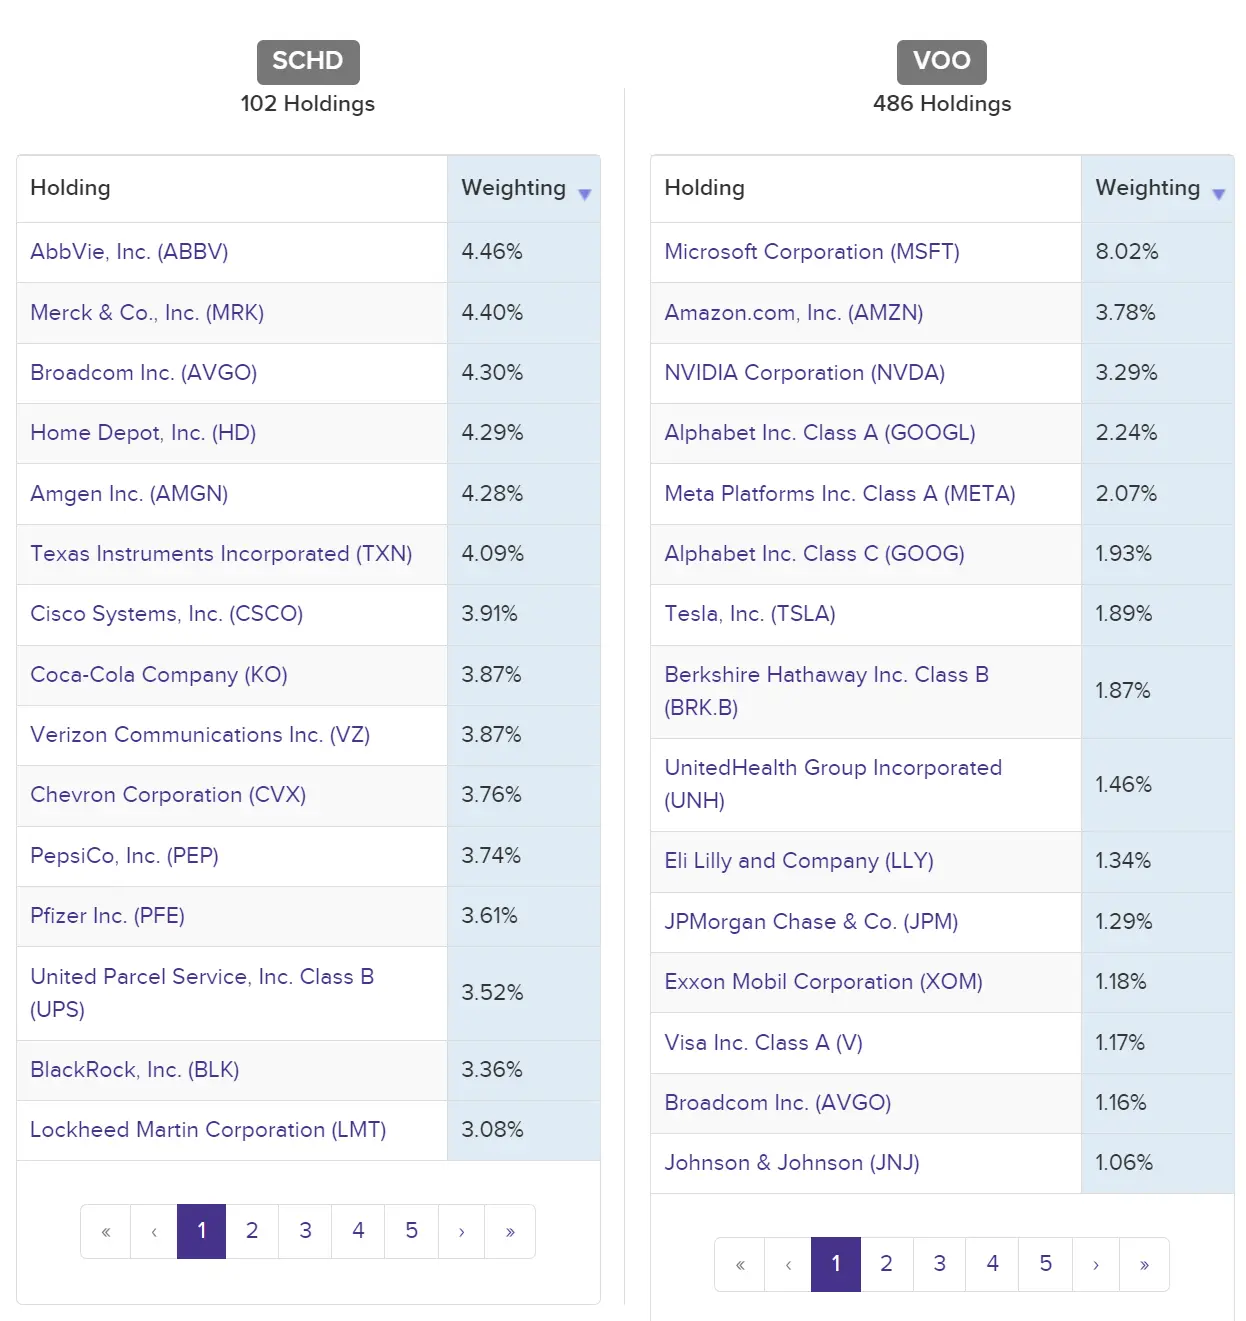 SCHD
102 Holdings
Holding Weighting ▼
AbbVie, Inc. (ABBV) 4.46%
Merck & Co., Inc. (MRK) 4.40%
Broadcom Inc. (AVGO) 4.30%
Home Depot, Inc. (HD) 4.29%
Amgen Inc. (AMGN) 4.28%
Texas Instruments Incorporated (TXN) 4.09%
Cisco Systems, Inc. (CSCO) 3.91%
Coca-Cola Company (KO) 3.87%
Verizon Communications Inc. (VZ) 3.87%
Chevron Corporation (CVX) 3.76%
PepsiCo, Inc. (PEP) 3.74%
Pfizer Inc. (PFE) 3.61%
United Parcel Service, Inc. Class B
(UPS) 3.52%
BlackRock, Inc. (BLK) 3.36%
Lockheed Martin Corporation (LMT) 3.08%
« ‹ 1 2 3 4 5 › »
VOO
486 Holdings
Holding Weighting ▼
Microsoft Corporation (MSFT) 8.02%
Amazon.com, Inc. (AMZN) 3.78%
NVIDIA Corporation (NVDA) 3.29%
Alphabet Inc. Class A (GOOGL) 2.24%
Meta Platforms Inc. Class A (META) 2.07%
Alphabet Inc. Class C (GOOG) 1.93%
Tesla, Inc. (TSLA) 1.89%
Berkshire Hathaway Inc. Class B
(BRK.B) 1.87%
UnitedHealth Group Incorporated
(UNH) 1.46%
Eli Lilly and Company (LLY) 1.34%
JPMorgan Chase & Co. (JPM) 1.29%
Exxon Mobil Corporation (XOM) 1.18%
Visa Inc. Class A (V) 1.17%
Broadcom Inc. (AVGO) 1.16%
Johnson & Johnson (JNJ) 1.06%
« ‹ 1 2 3 4 5 › »